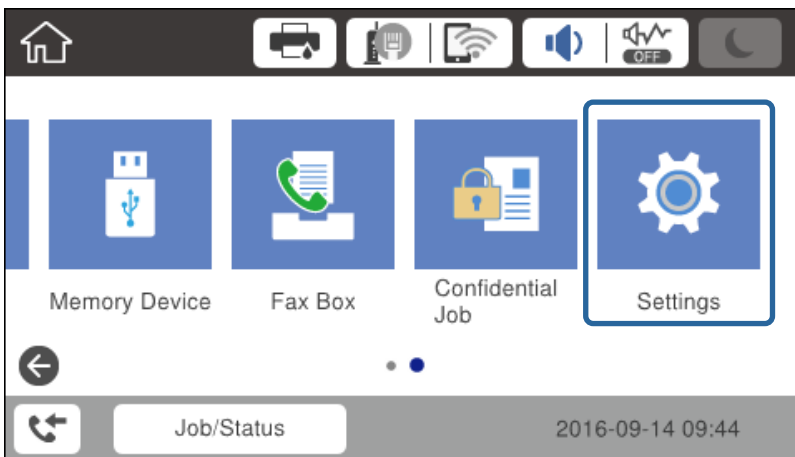 OFF
Memory Device
Fax Box
Confidential
Job
Settings
Job/Status
2016-09-14 09:44